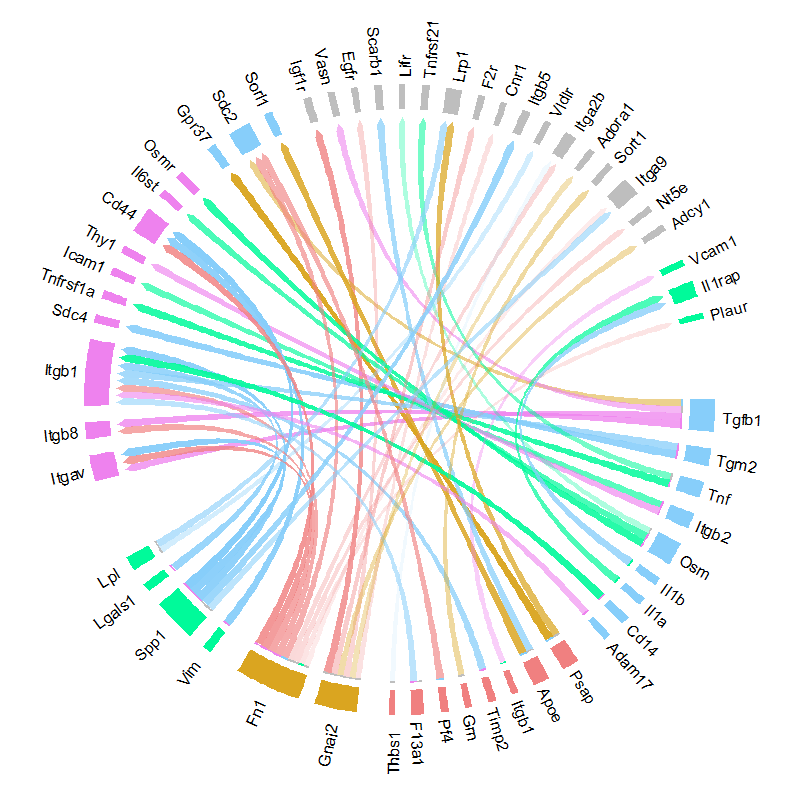 Gpr37
Sdc2
Sorl1
Igf1r
Vasn
Egfr
Scarb1
Lifr
Tnfrsf21
Lrp1
F2r
Cnr1
Itgb5
Vldlr
Itga2b
Adora1
Sort1
Itga9
Nt5e
Adcy1
Vcam1
Il1rap
Plaur
Tgfb1
Tgm2
Tnf
Itgb2
Osm
Il1b
Il1a
Cd14
Adam17
Psap
Apoe
Itgb1
Timp2
Grn
Pf4
F13a1
Thbs1
Gnai2
Fn1
Vim
Spp1
Lgals1
Lpl
Itgav
Itgb8
Itgb1
Sdc4
Tnfrsf1a
Icam1
Thy1
Cd44
Il6st
Osmr